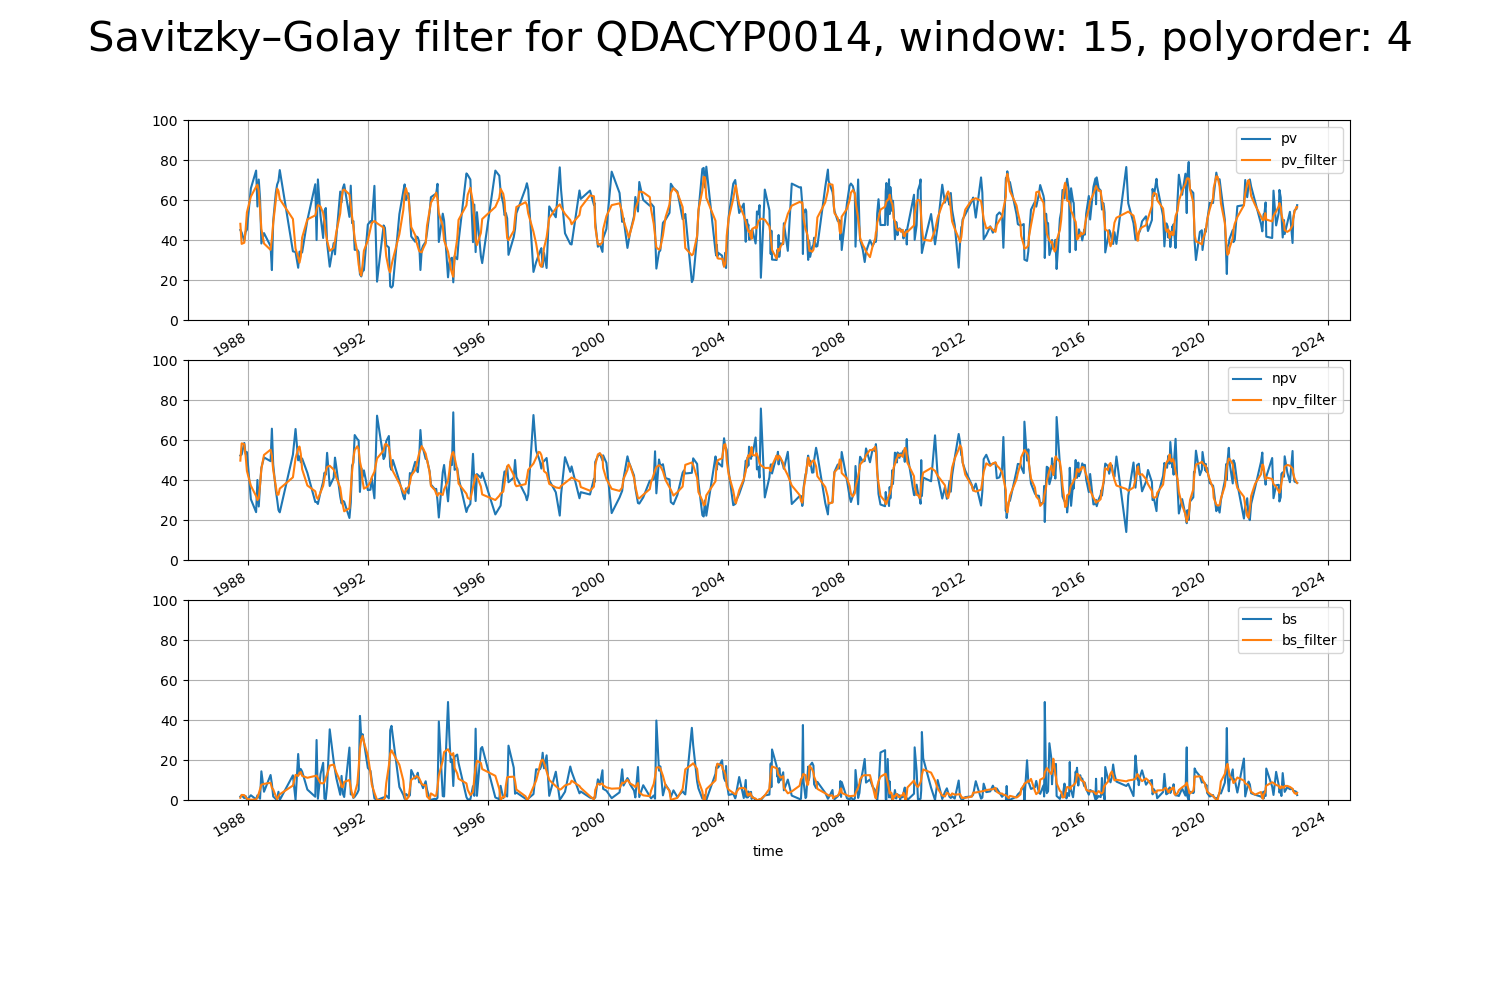 Savitzky–Golay filter for QDACYP0014, window: 15, polyorder: 4
100
80
60
40
20
0
pv
pv_filter
1988 1992 1996 2000 2004 2008 2012 2016 2020 2024
100
80
60
40
20
0
npv
npv_filter
1988 1992 1996 2000 2004 2008 2012 2016 2020 2024
100
80
60
40
20
0
bs
bs_filter
1988 1992 1996 2000 2004 2008 2012 2016 2020 2024
time